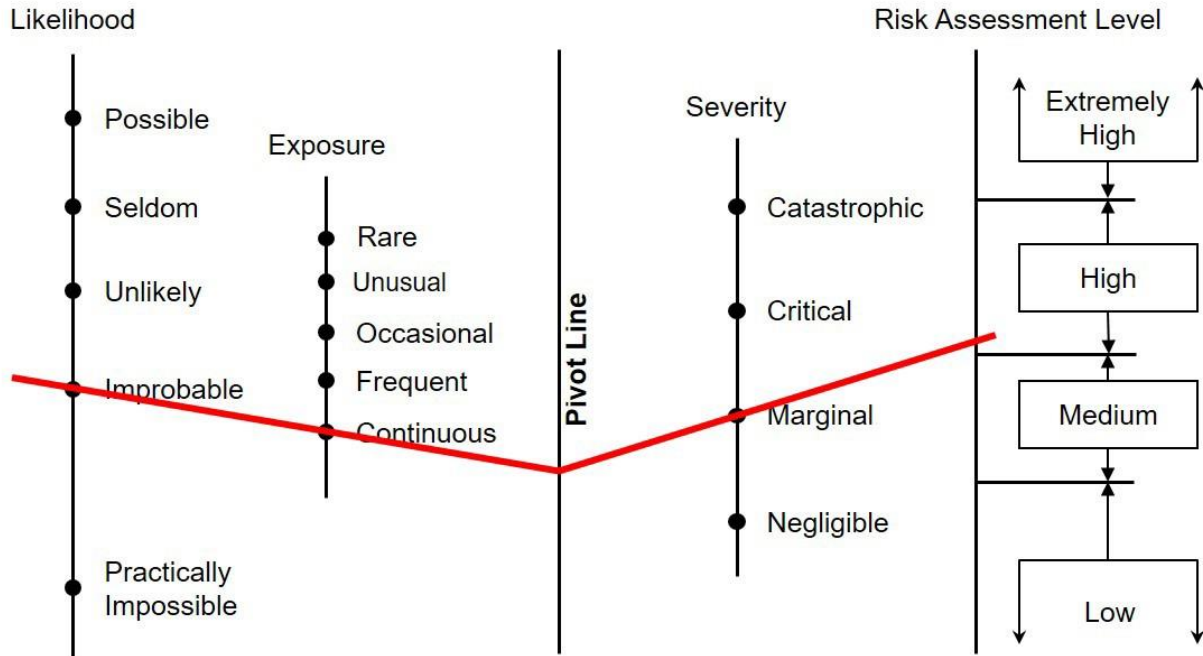 Likelihood
Possible
Seldom
Unlikely
Improbable
Practically
Impossible
Exposure
Rare
Unusual
Occasional
Frequent
Continuous
Pivot Line
Severity
Catastrophic
Critical
Marginal
Negligible
Risk Assessment Level
Extremely
High
High
Medium
Low